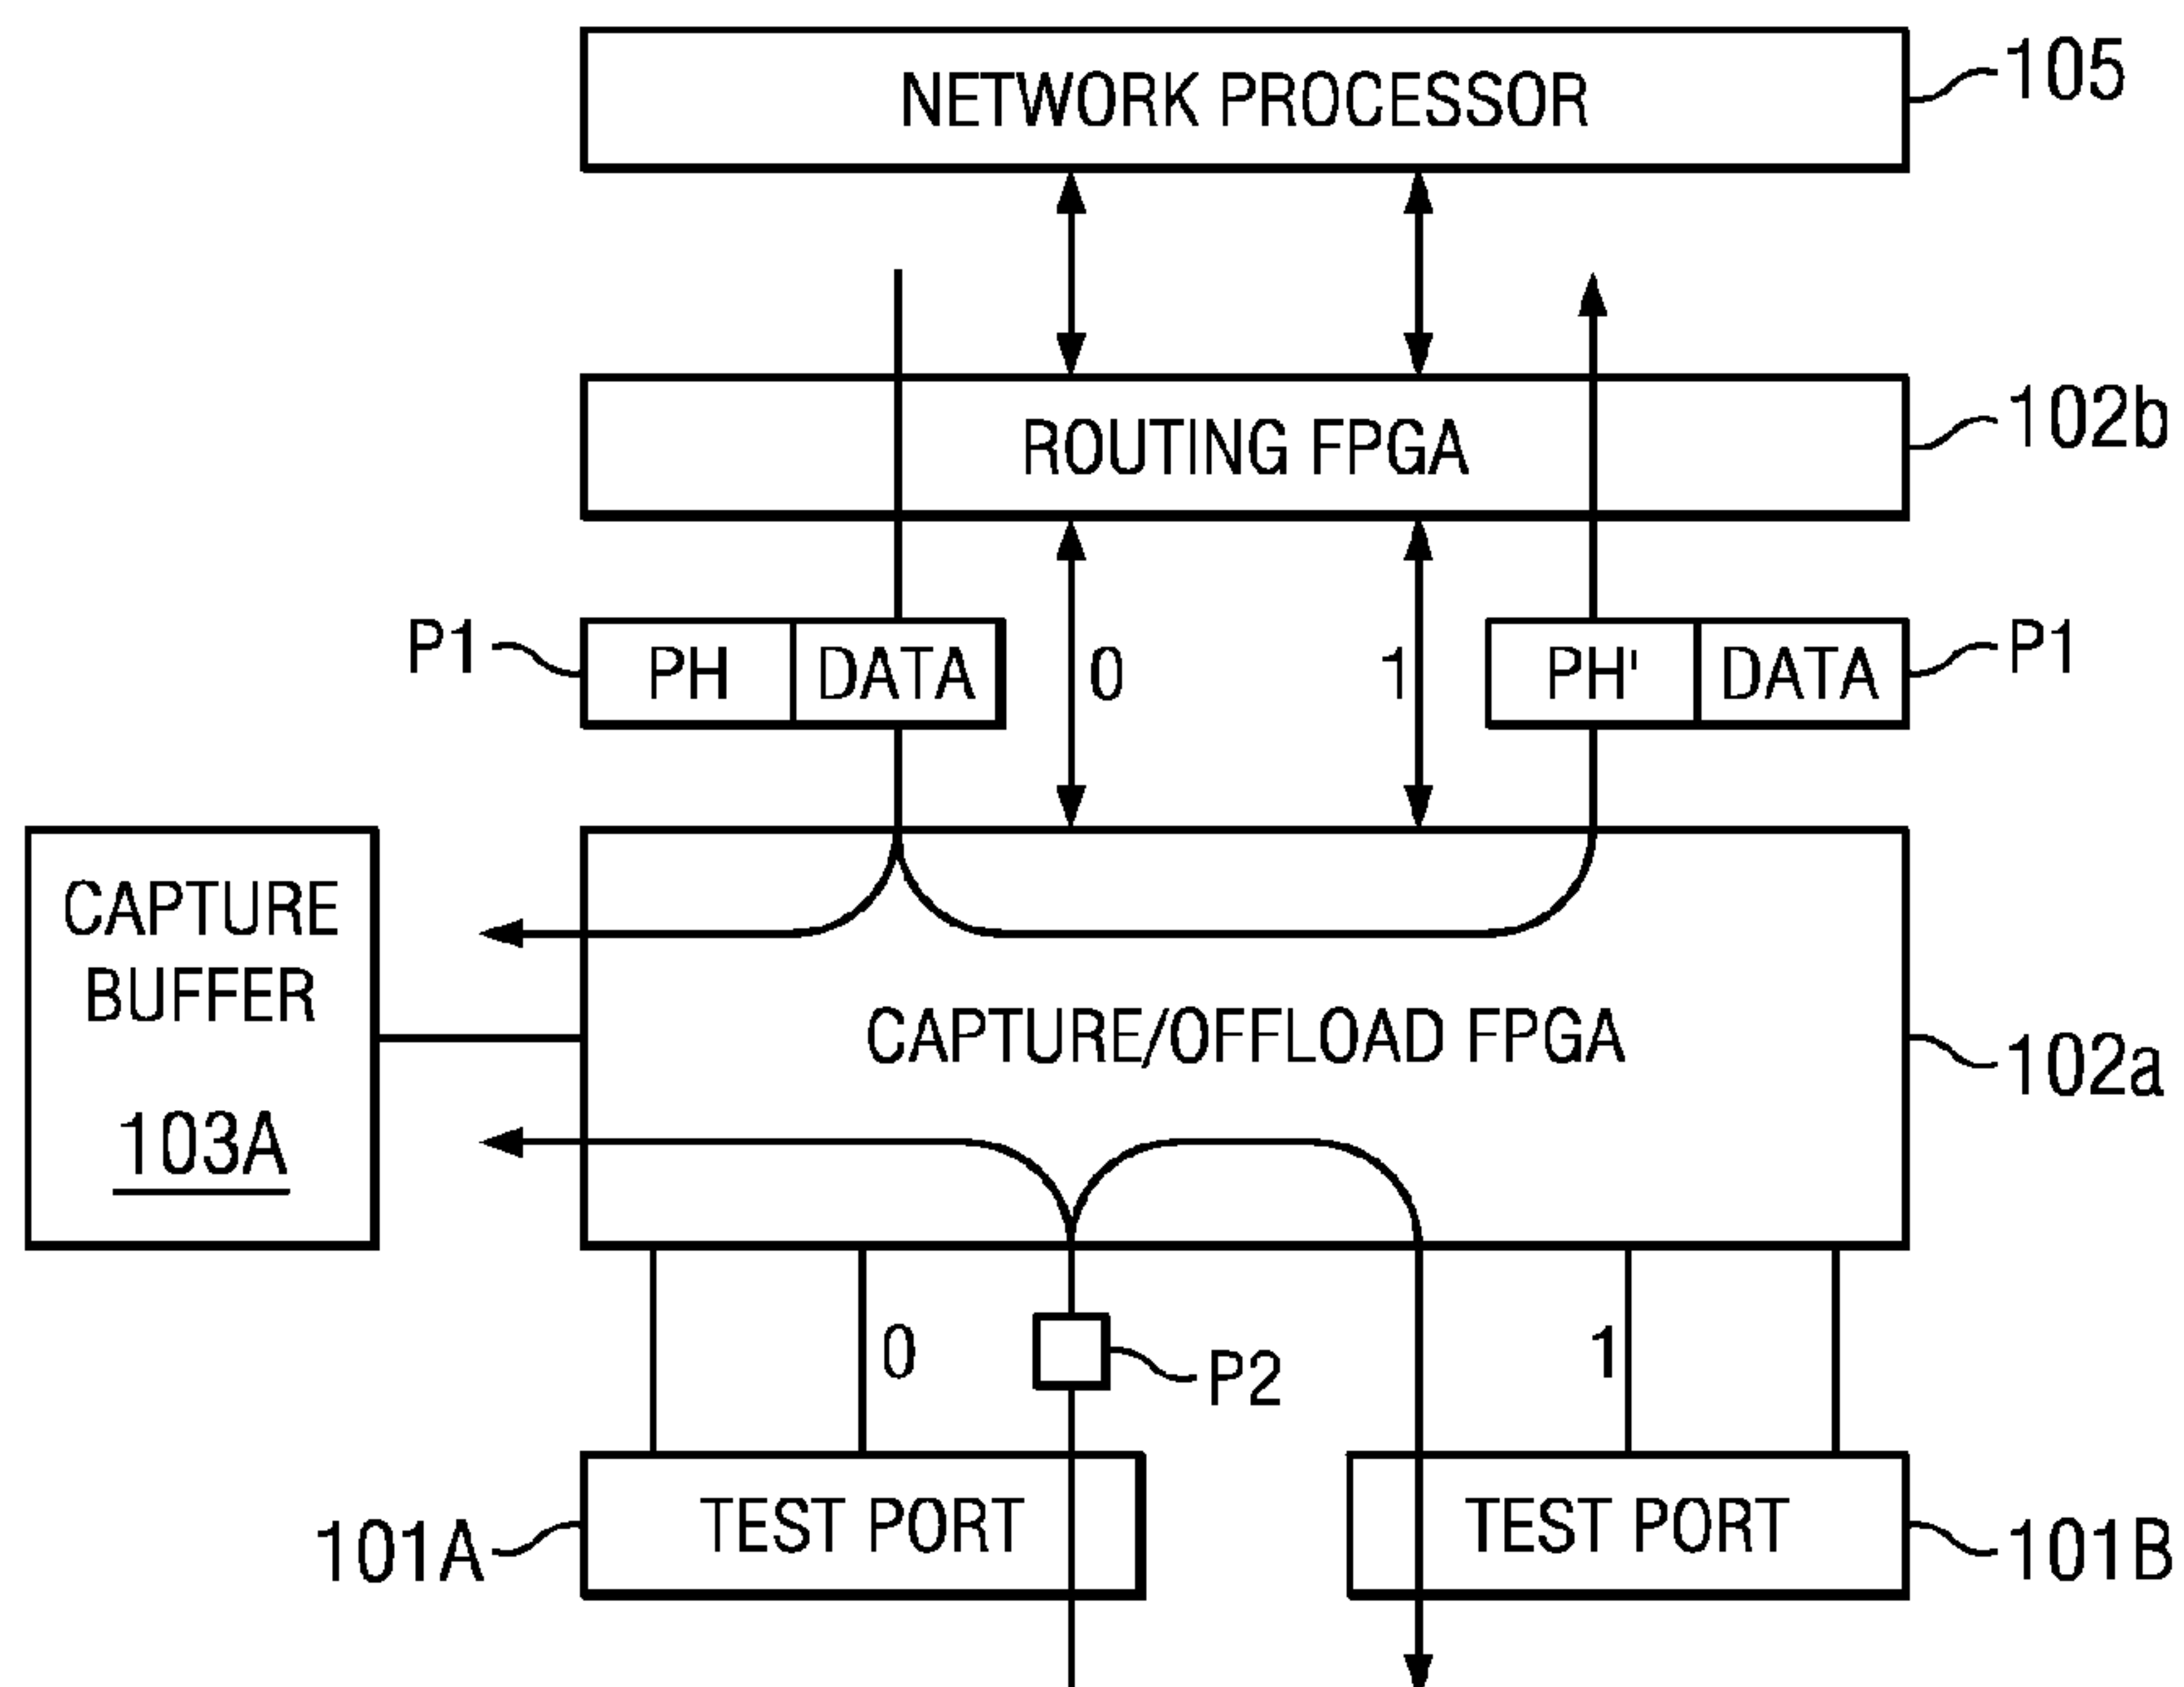 NETWORK PROCESSOR
105
ROUTING FPGA
102b
P1
PH
DATA
0
1
PH'
DATA
P1
CAPTURE
BUFFER
103A
CAPTURE/OFFLOAD FPGA
102a
0
P2
1
101A
TEST PORT
TEST PORT
101B